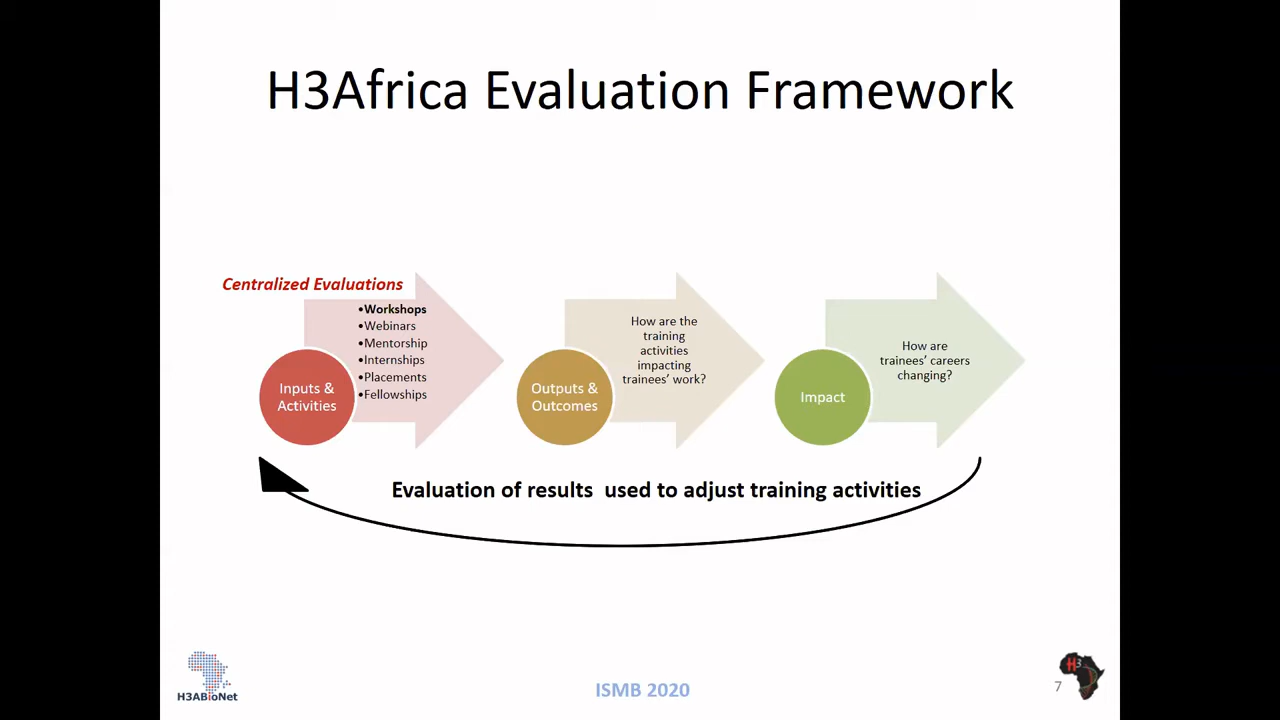 H3Africa Evaluation Framework
Centralized Evaluations
•Workshops
•Webinars
•Mentorship
•Internships
•Placements
•Fellowships
Inputs &
Activities
How are the
training
activities
impacting
trainees' work?
Outputs &
Outcomes
How are
trainees' careers
changing?
Impact
Evaluation of results  used to adjust training activities
H3ABioNet
ISMB 2020
7
H3